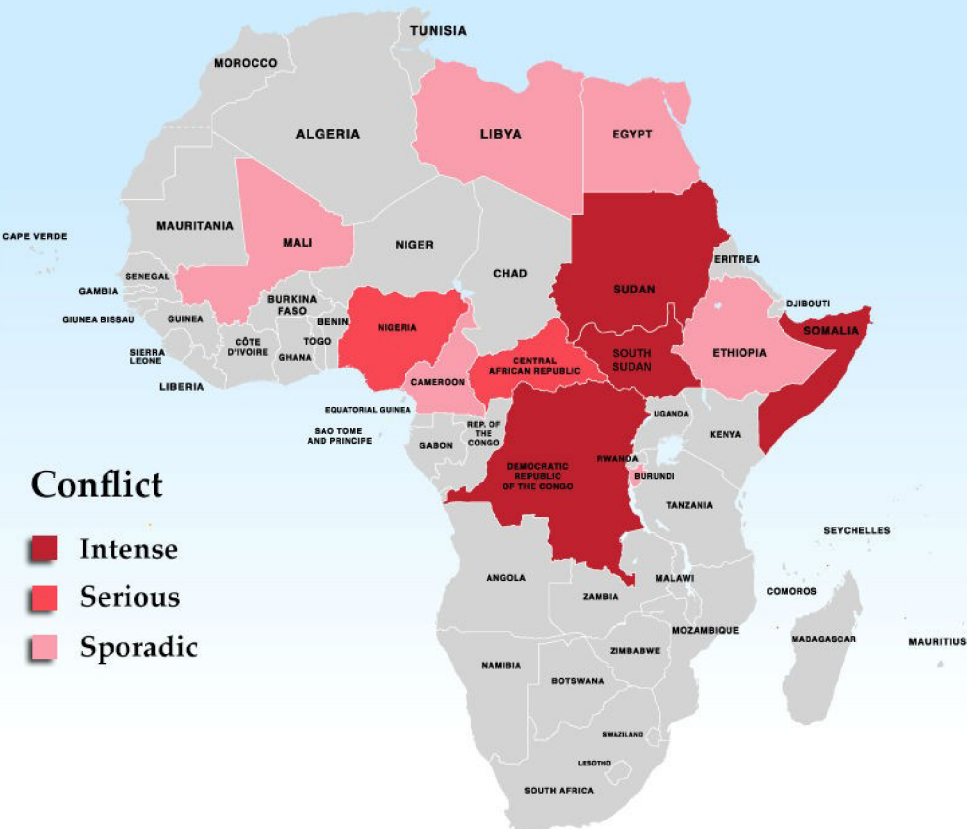 TUNISIA
MOROCCO
ALGERIA
LIBYA
EGYPT
CAPE VERDE
MAURITANIA
MALI
NIGER
CHAD
SUDAN
ERITREA
SENEGAL
GAMBIA
GIUNEA BISSAU
GUINEA
BURKINA
FASO
BENIN
TOGO
CÔTE
D'IVOIRE
GHANA
SIERRA
LEONE
LIBERIA
NIGERIA
DJIBOUTI
SOMALIA
ETHIOPIA
SOUTH
SUDAN
CENTRAL
AFRICAN REPUBLIC
CAMEROON
EQUATORIAL GUINEA
SAO TOME
AND PRINCIPE
GABON
REP. OF
THE
CONGO
UGANDA
KENYA
RWANDA
BURUNDI
DEMOCRATIC
REPUBLIC
OF THE CONGO
TANZANIA
SEYCHELLES
Conflict
Intense
Serious
Sporadic
ANGOLA
ZAMBIA
MALAWI
COMOROS
MOZAMBIQUE
MADAGASCAR
MAURITIUS
ZIMBABWE
NAMIBIA
BOTSWANA
SWAZILAND
LESOTHO
SOUTH AFRICA